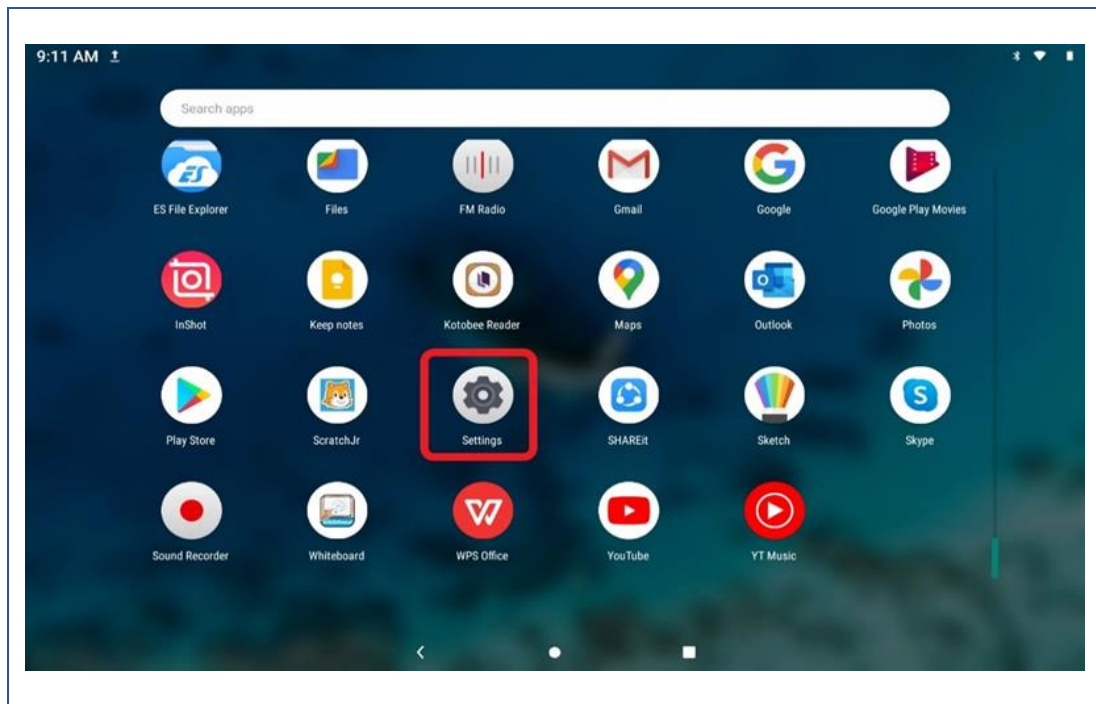 9:11 AM
Search apps
ES File Explorer
Files
FM Radio
Gmail
Google
Google Play Movies
InShot
Keep notes
Kotobee Reader
Maps
Outlook
Photos
Play Store
ScratchJr
Settings
SHAREit
Sketch
Skype
Sound Recorder
Whiteboard
WPS Office
YouTube
YT Music